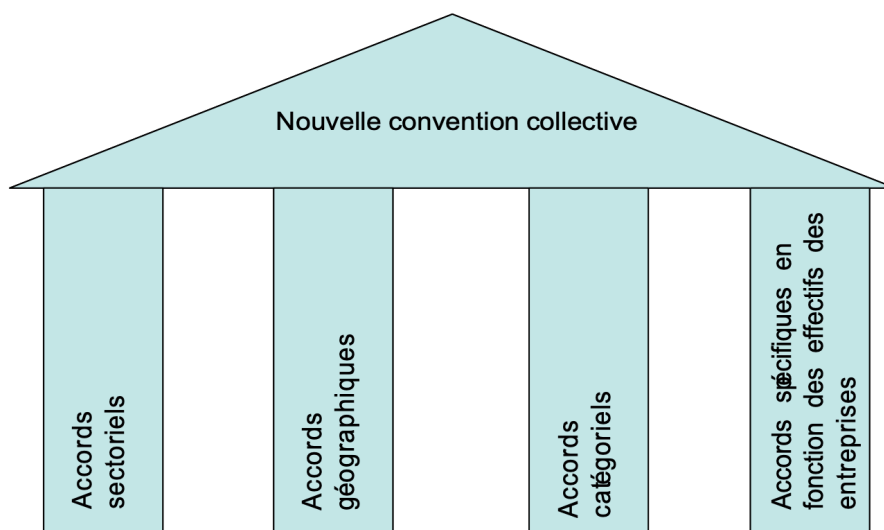 Nouvelle convention collective
Accords
sectoriels
Accords
géographiques
Accords
catégoriels
Accords spécifiques en
fonction des effectifs des
entreprises